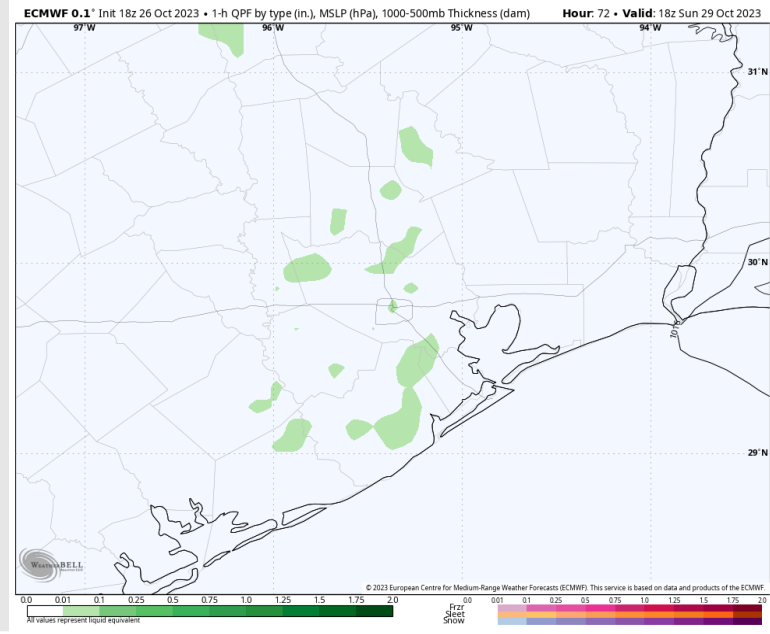 ECMWF 0.1° Init 18z 26 Oct 2023 • 1-h QPF by type (in.), MSLP (hPa), 1000-500mb Thickness (dam) Hour: 72 • Valid: 18z Sun 29 Oct 2023
97°W 96°W 95°W 94°W
31°N
30°N
29°N
WeatherBELL
© 2023 European Centre for Medium-Range Weather Forecasts (ECMWF). This service is based on data and products of the ECMWF.
0.0 0.01 0.1 0.25 0.5 0.75 1.0 1.25 1.5 1.75 2.0
All values represent liquid equivalent
0.0 0.01 0.1 0.25 0.5 0.75 1.0 1.25 1.5 1.75 2.0
Frzr
Sleet
Snow